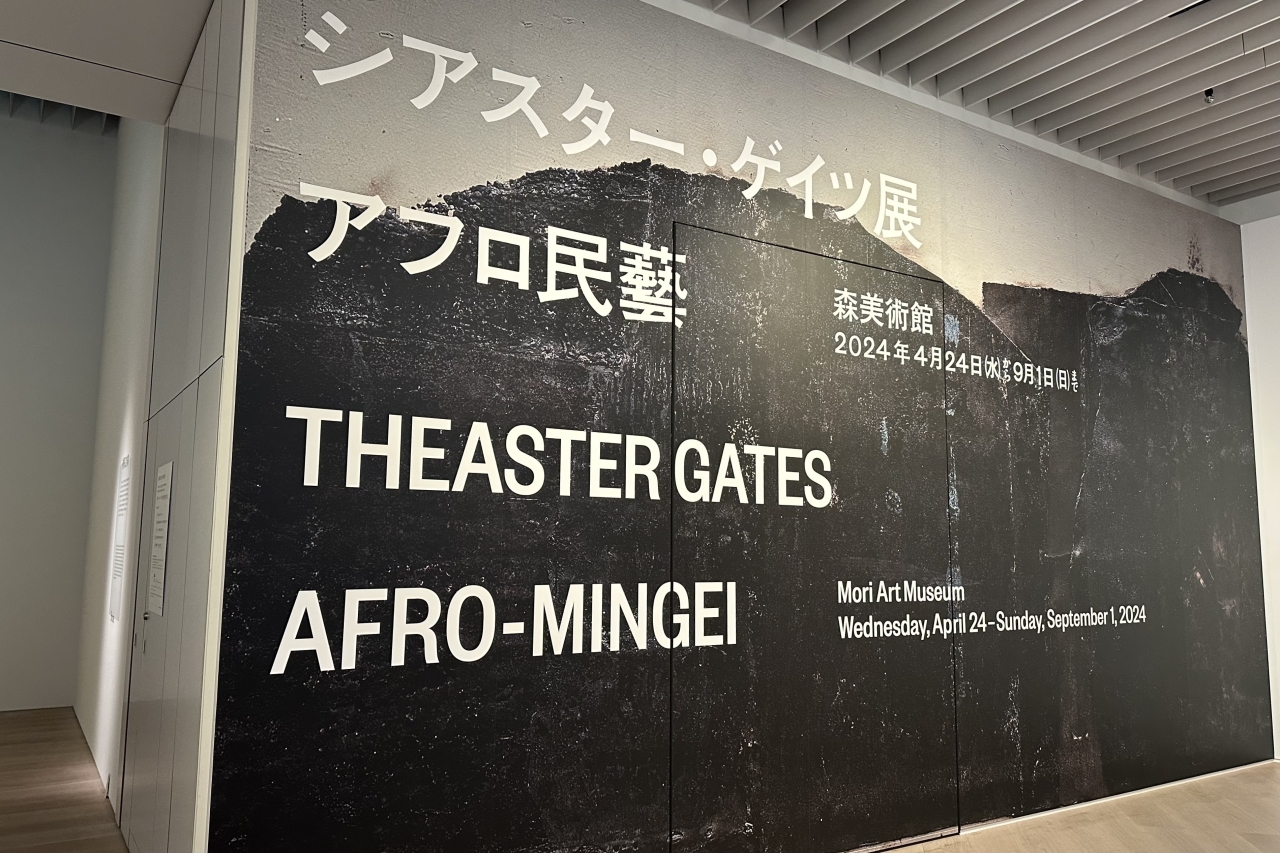 シアスター・ゲイツ展
アフロ民藝
森美術館
2024年4月24日(水)から9月1日(日)まで
THEASTER GATES
AFRO-MINGEI
Mori Art Museum
Wednesday, April 24–Sunday, September 1, 2024